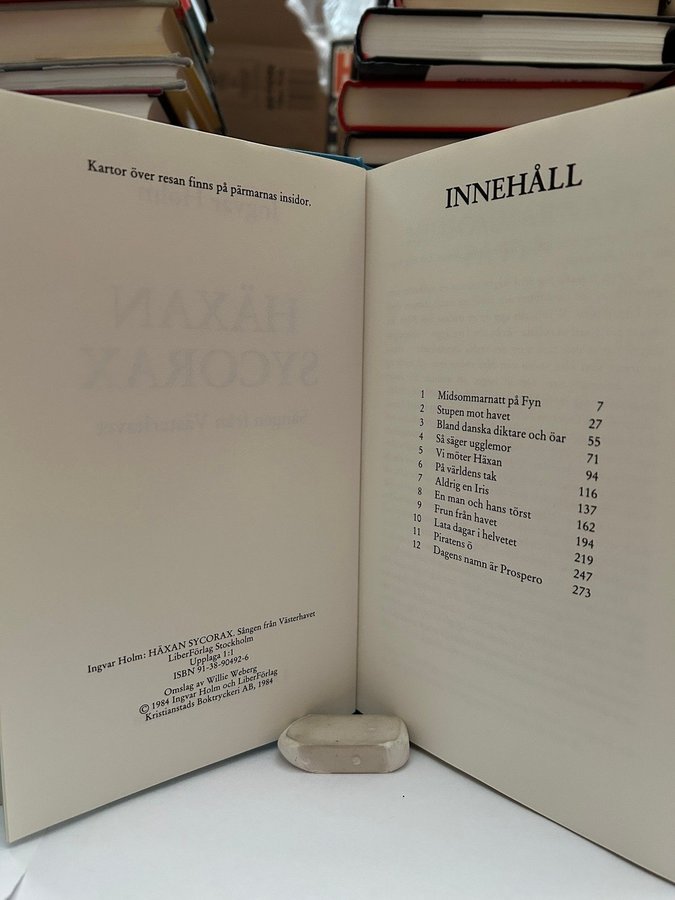 Kartor över resan finns på pärmarnas insidor.
Ingvar Holm: HÄXAN SYCORAX. Sången från Västerhavet
LiberFörlag Stockholm
Upplaga 1:1
ISBN 91-38-90492-6
Omslag av Willie Weberg
© 1984 Ingvar Holm och LiberFörlag
Kristianstads Boktryckeri AB, 1984
INNEHÅLL
1 Midsommarnatt på Fyn 7
2 Stupen mot havet 27
3 Bland danska diktare och öar 55
4 Så säger ugglemor 71
5 Vi möter Häxan 94
6 På världens tak 116
7 Aldrig en Iris 137
8 En man och hans törst 162
9 Frun från havet 194
10 Lata dagar i helvetet 219
11 Piratens ö 247
12 Dagens namn är Prospero 273